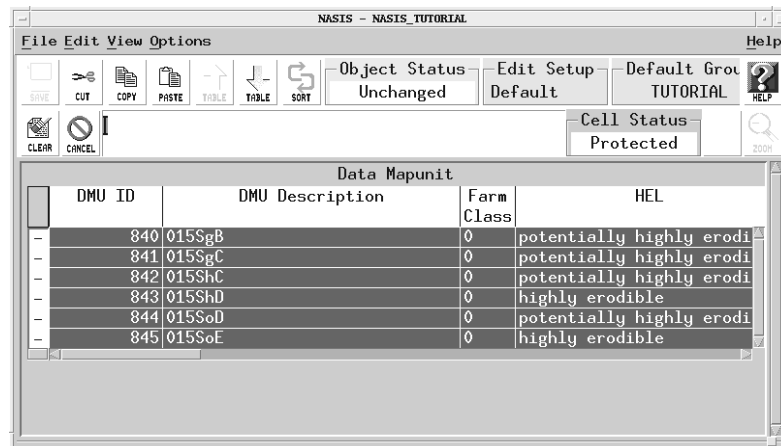 NASIS - NASIS_TUTORIAL
File Edit View Options Help
SAVE CUT COPY PASTE TABLE TABLE SORT Object Status Unchanged Edit Setup Default Default Grou TUTORIAL HELP
CLEAR CANCEL Cell Status Protected ZOOM
Data Mapunit
DMU ID DMU Description Farm Class HEL
840 015SgB 0 potentially highly erodi
841 015SgC 0 potentially highly erodi
842 015ShC 0 potentially highly erodi
843 015ShD 0 highly erodible
844 015SoD 0 potentially highly erodi
845 015SoE 0 highly erodible